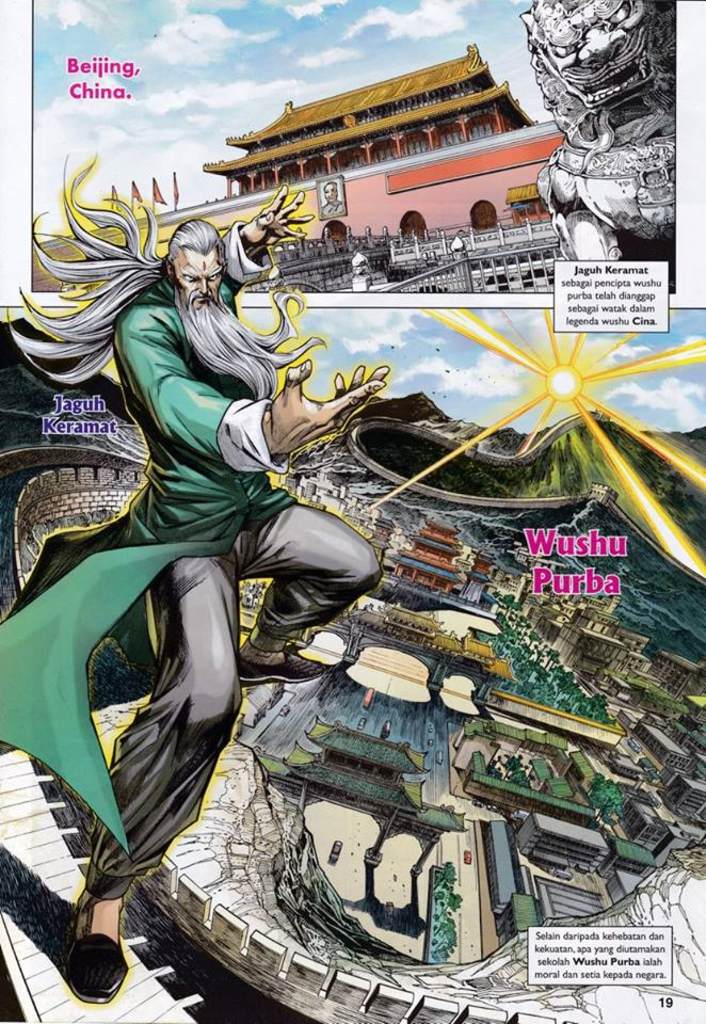 Beijing,
China.
Jaguh Keramat
sebagai pencipta wushu
purba telah dianggap
sebagai watak dalam
legenda wushu Cina.
Jaguh
Keramat
Wushu
Purba
Selain daripada kehebatan dan
kekuatan, apa yang diutamakan
sekolah Wushu Purba ialah
moral dan setia kepada negara.
19